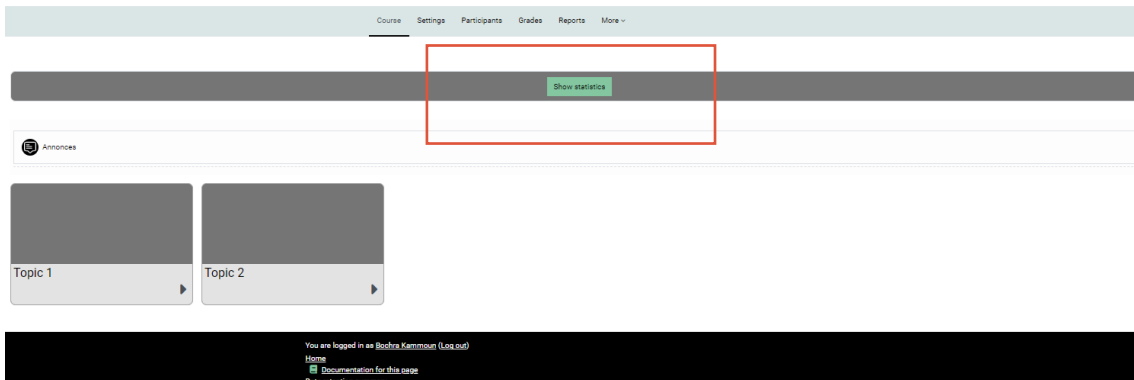 Course Settings Participants Grades Reports More
Show statistics
Annonces
Topic 1 Topic 2
You are logged in as Bochra Kammoun (Log out)
Home
Documentation for this page